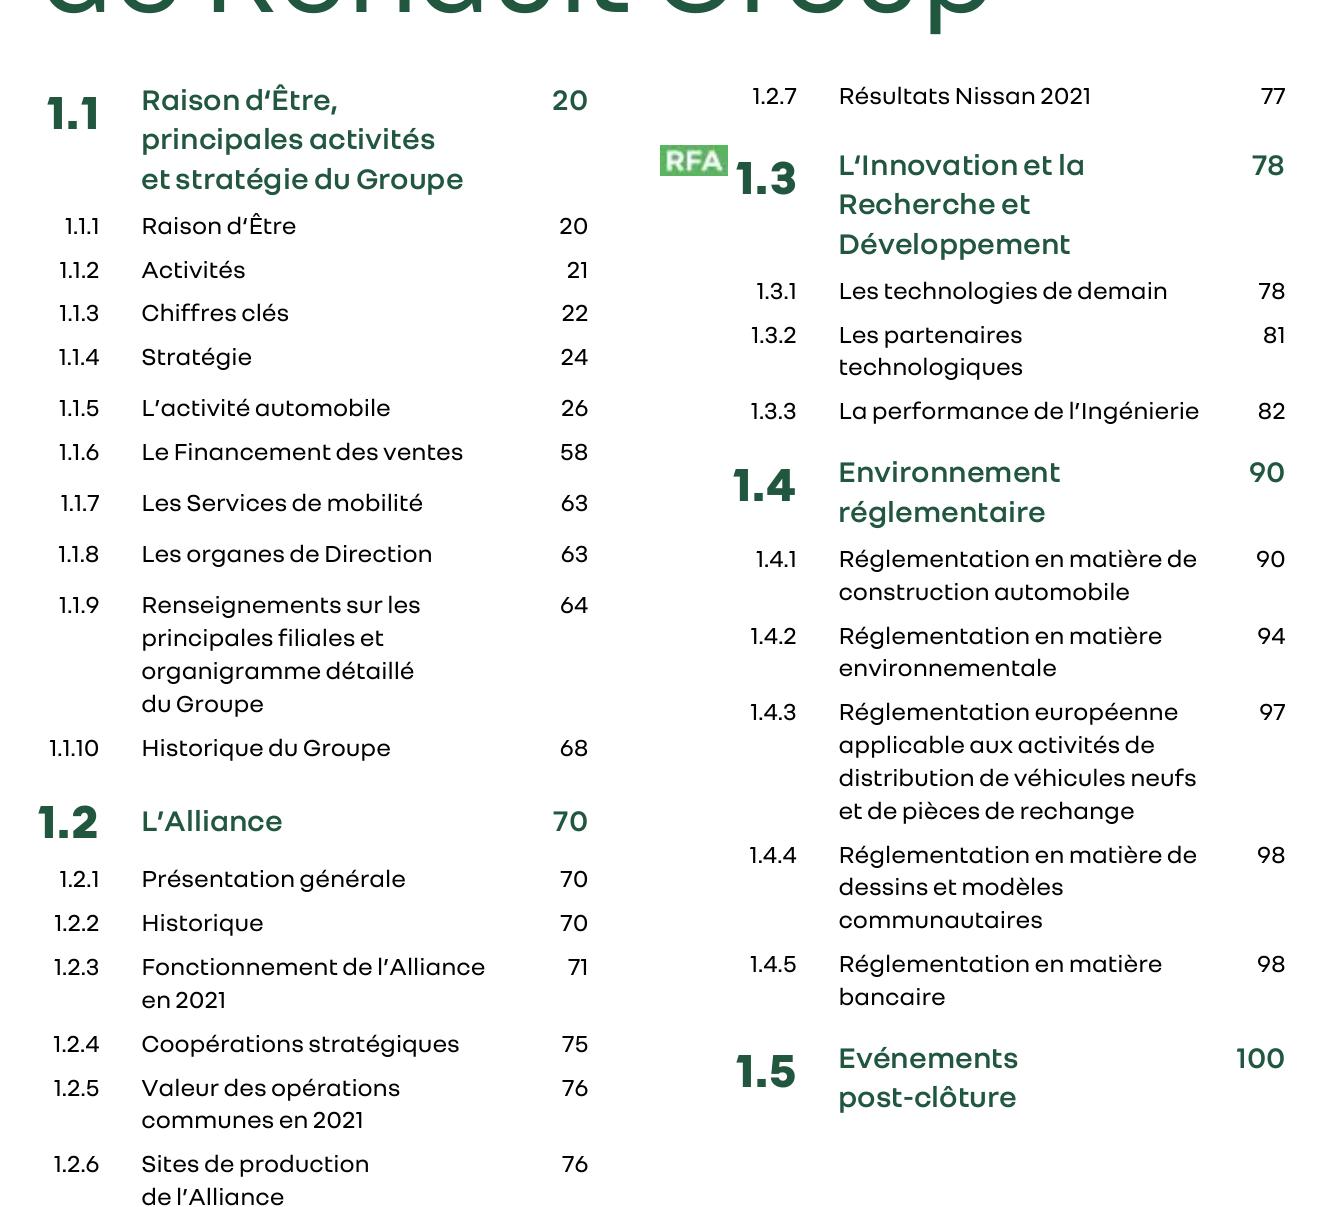 de Renault Group
1.1 Raison d‘Être, 20
principales activités
et stratégie du Groupe
1.1.1 Raison d‘Être 20
1.1.2 Activités 21
1.1.3 Chiffres clés 22
1.1.4 Stratégie 24
1.1.5 L’activité automobile 26
1.1.6 Le Financement des ventes 58
1.1.7 Les Services de mobilité 63
1.1.8 Les organes de Direction 63
1.1.9 Renseignements sur les 64
principales filiales et
organigramme détaillé
du Groupe
1.1.10 Historique du Groupe 68
1.2 L’Alliance 70
1.2.1 Présentation générale 70
1.2.2 Historique 70
1.2.3 Fonctionnement de l’Alliance 71
en 2021
1.2.4 Coopérations stratégiques 75
1.2.5 Valeur des opérations 76
communes en 2021
1.2.6 Sites de production 76
de l’Alliance
1.2.7 Résultats Nissan 2021 77
RFA 1.3 L‘Innovation et la 78
Recherche et
Développement
1.3.1 Les technologies de demain 78
1.3.2 Les partenaires 81
technologiques
1.3.3 La performance de l’Ingénierie 82
1.4 Environnement 90
réglementaire
1.4.1 Réglementation en matière de 90
construction automobile
1.4.2 Réglementation en matière 94
environnementale
1.4.3 Réglementation européenne 97
applicable aux activités de
distribution de véhicules neufs
et de pièces de rechange
1.4.4 Réglementation en matière de 98
dessins et modèles
communautaires
1.4.5 Réglementation en matière 98
bancaire
1.5 Evénements 100
post-clôture